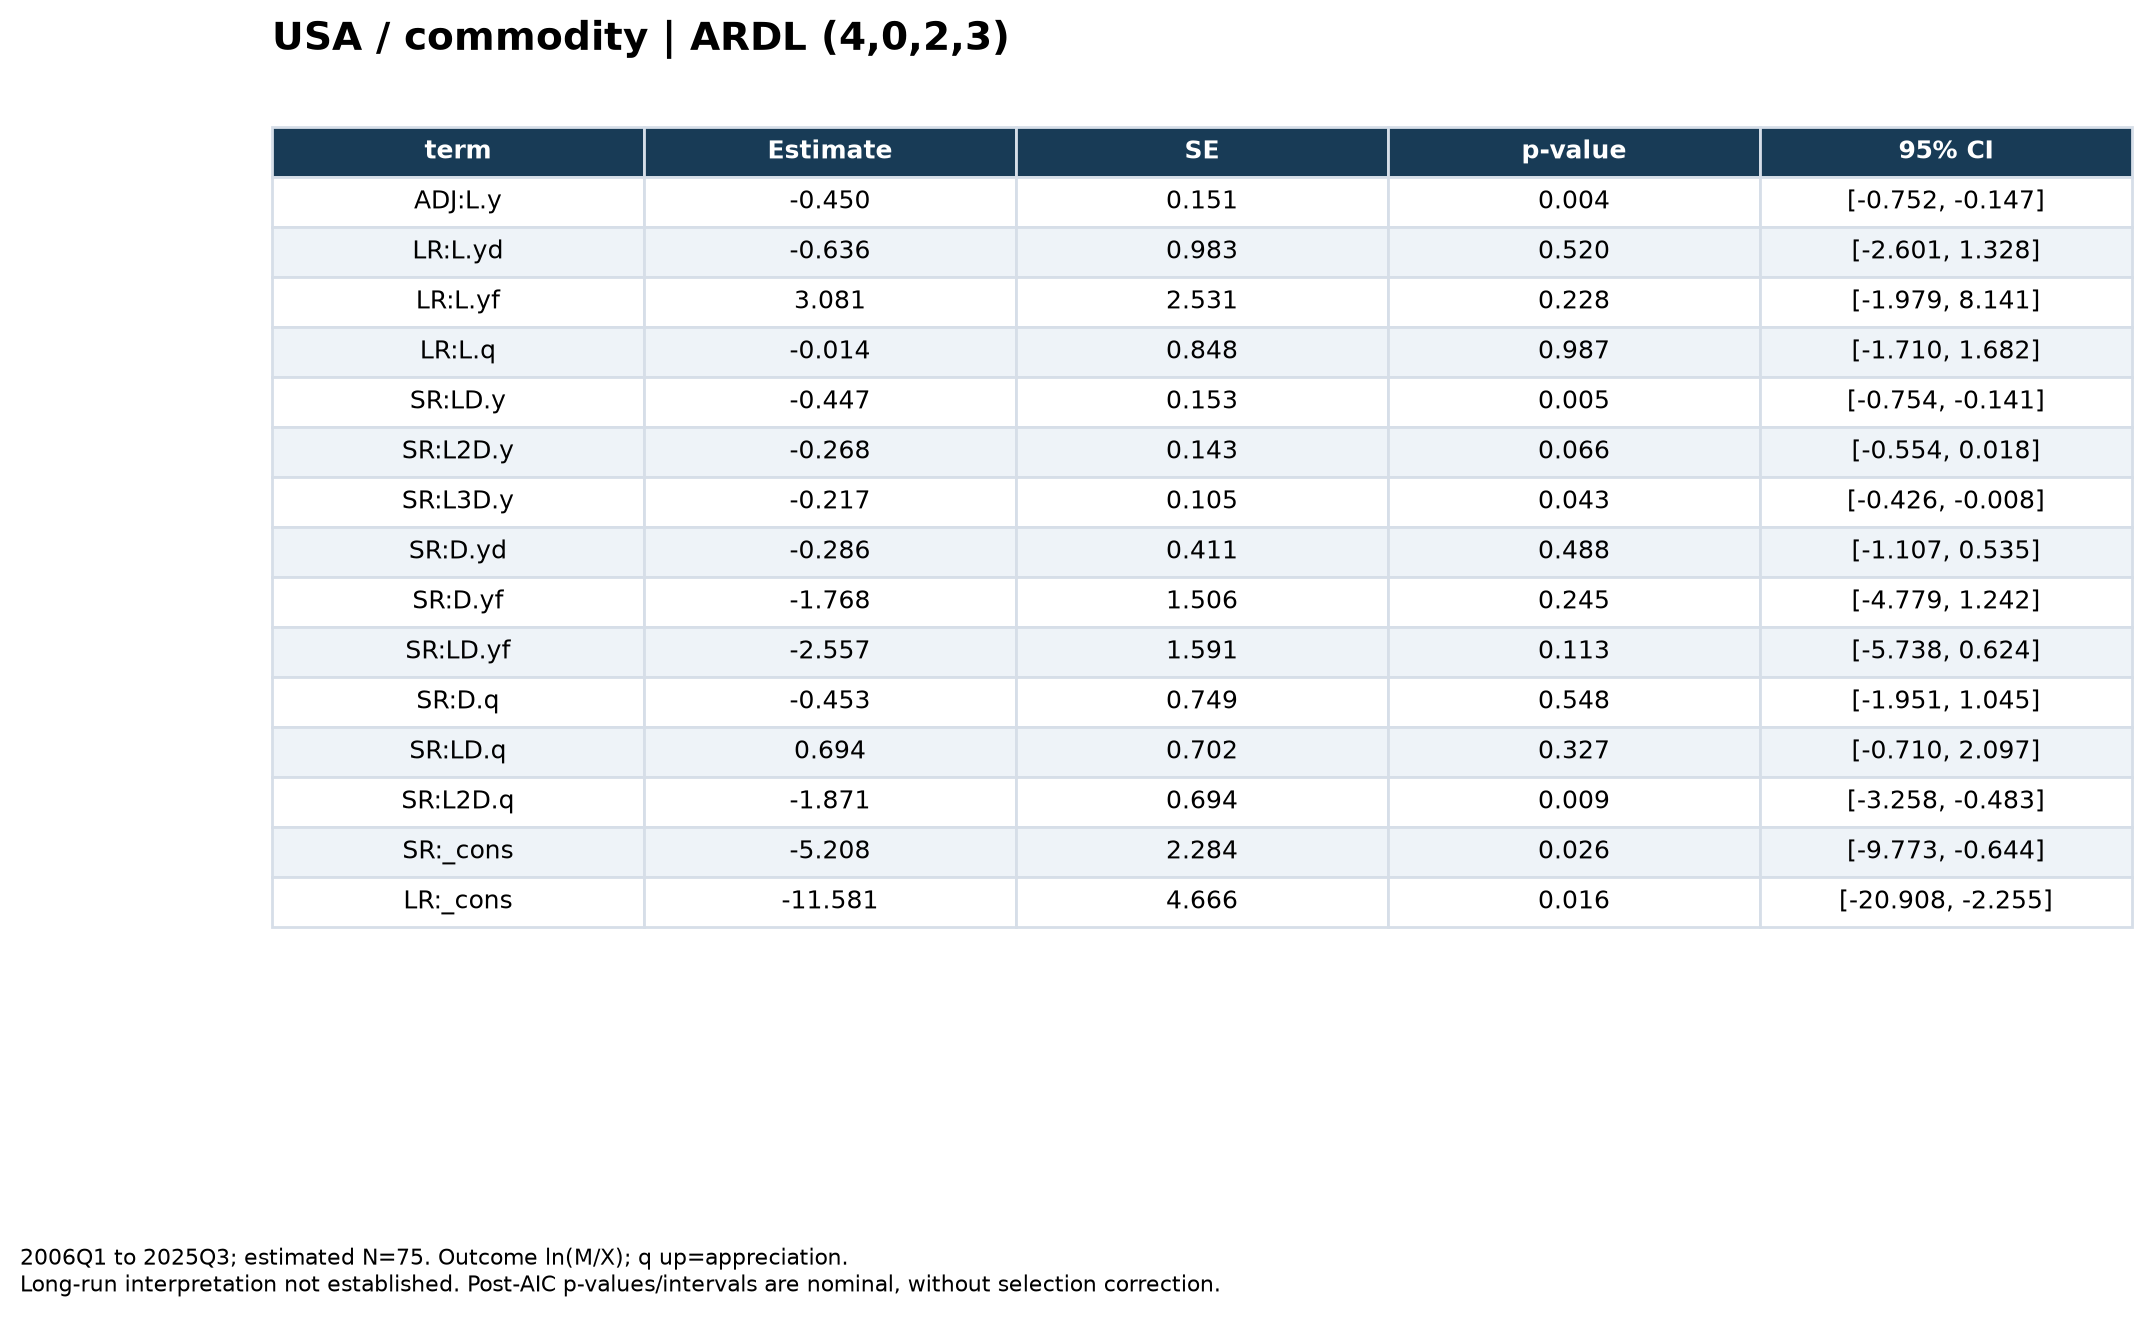 USA / commodity | ARDL (4,0,2,3)
term Estimate SE p-value 95% CI
ADJ:L.y -0.450 0.151 0.004 [-0.752, -0.147]
LR:L.yd -0.636 0.983 0.520 [-2.601, 1.328]
LR:L.yf 3.081 2.531 0.228 [-1.979, 8.141]
LR:L.q -0.014 0.848 0.987 [-1.710, 1.682]
SR:LD.y -0.447 0.153 0.005 [-0.754, -0.141]
SR:L2D.y -0.268 0.143 0.066 [-0.554, 0.018]
SR:L3D.y -0.217 0.105 0.043 [-0.426, -0.008]
SR:D.yd -0.286 0.411 0.488 [-1.107, 0.535]
SR:D.yf -1.768 1.506 0.245 [-4.779, 1.242]
SR:LD.yf -2.557 1.591 0.113 [-5.738, 0.624]
SR:D.q -0.453 0.749 0.548 [-1.951, 1.045]
SR:LD.q 0.694 0.702 0.327 [-0.710, 2.097]
SR:L2D.q -1.871 0.694 0.009 [-3.258, -0.483]
SR:_cons -5.208 2.284 0.026 [-9.773, -0.644]
LR:_cons -11.581 4.666 0.016 [-20.908, -2.255]
2006Q1 to 2025Q3; estimated N=75. Outcome ln(M/X); q up=appreciation.
Long-run interpretation not established. Post-AIC p-values/intervals are nominal, without selection correction.